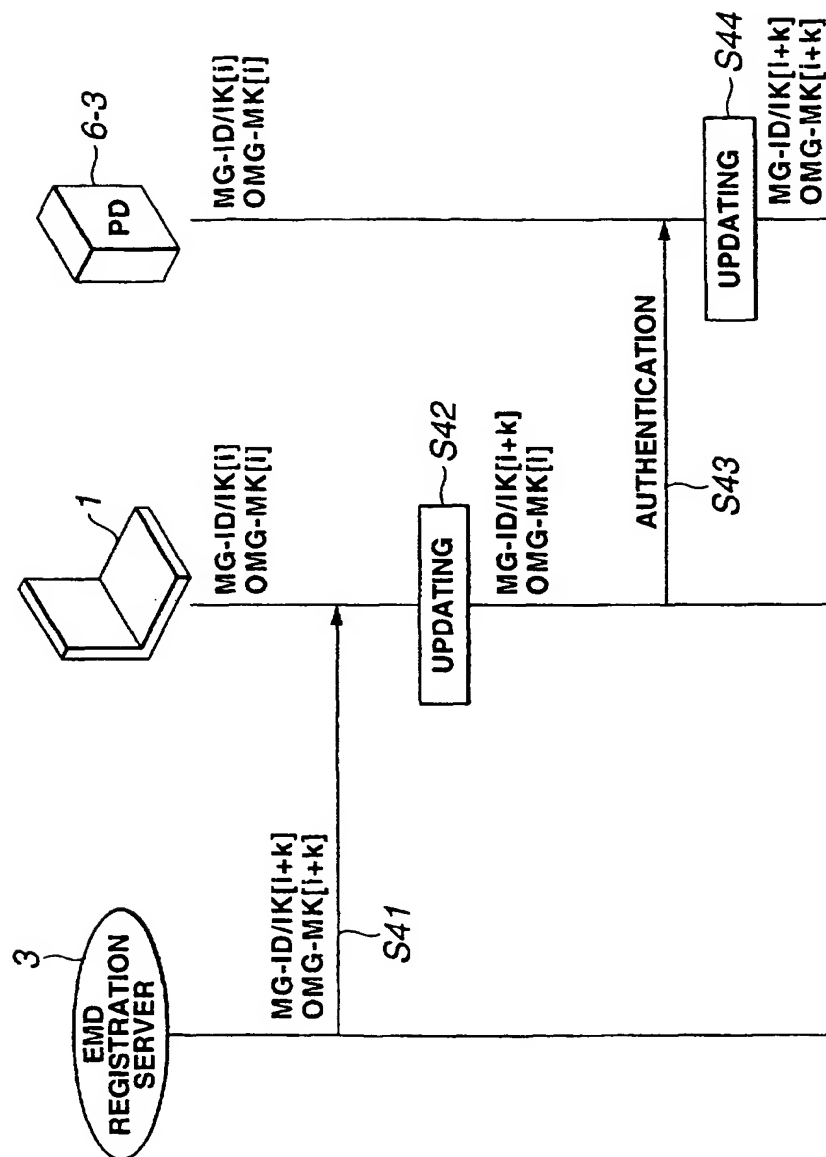 3
EMD
REGISTRATION
SERVER
1
6-3
PD
MG-ID/IK[i]
OMG-MK[i]
MG-ID/IK[i]
OMG-MK[i]
MG-ID/IK[i+k]
OMG-MK[i+k]
S41
UPDATING
S42
MG-ID/IK[i+k]
OMG-MK[i]
AUTHENTICATION
S43
UPDATING
S44
MG-ID/IK[i+k]
OMG-MK[i+k]